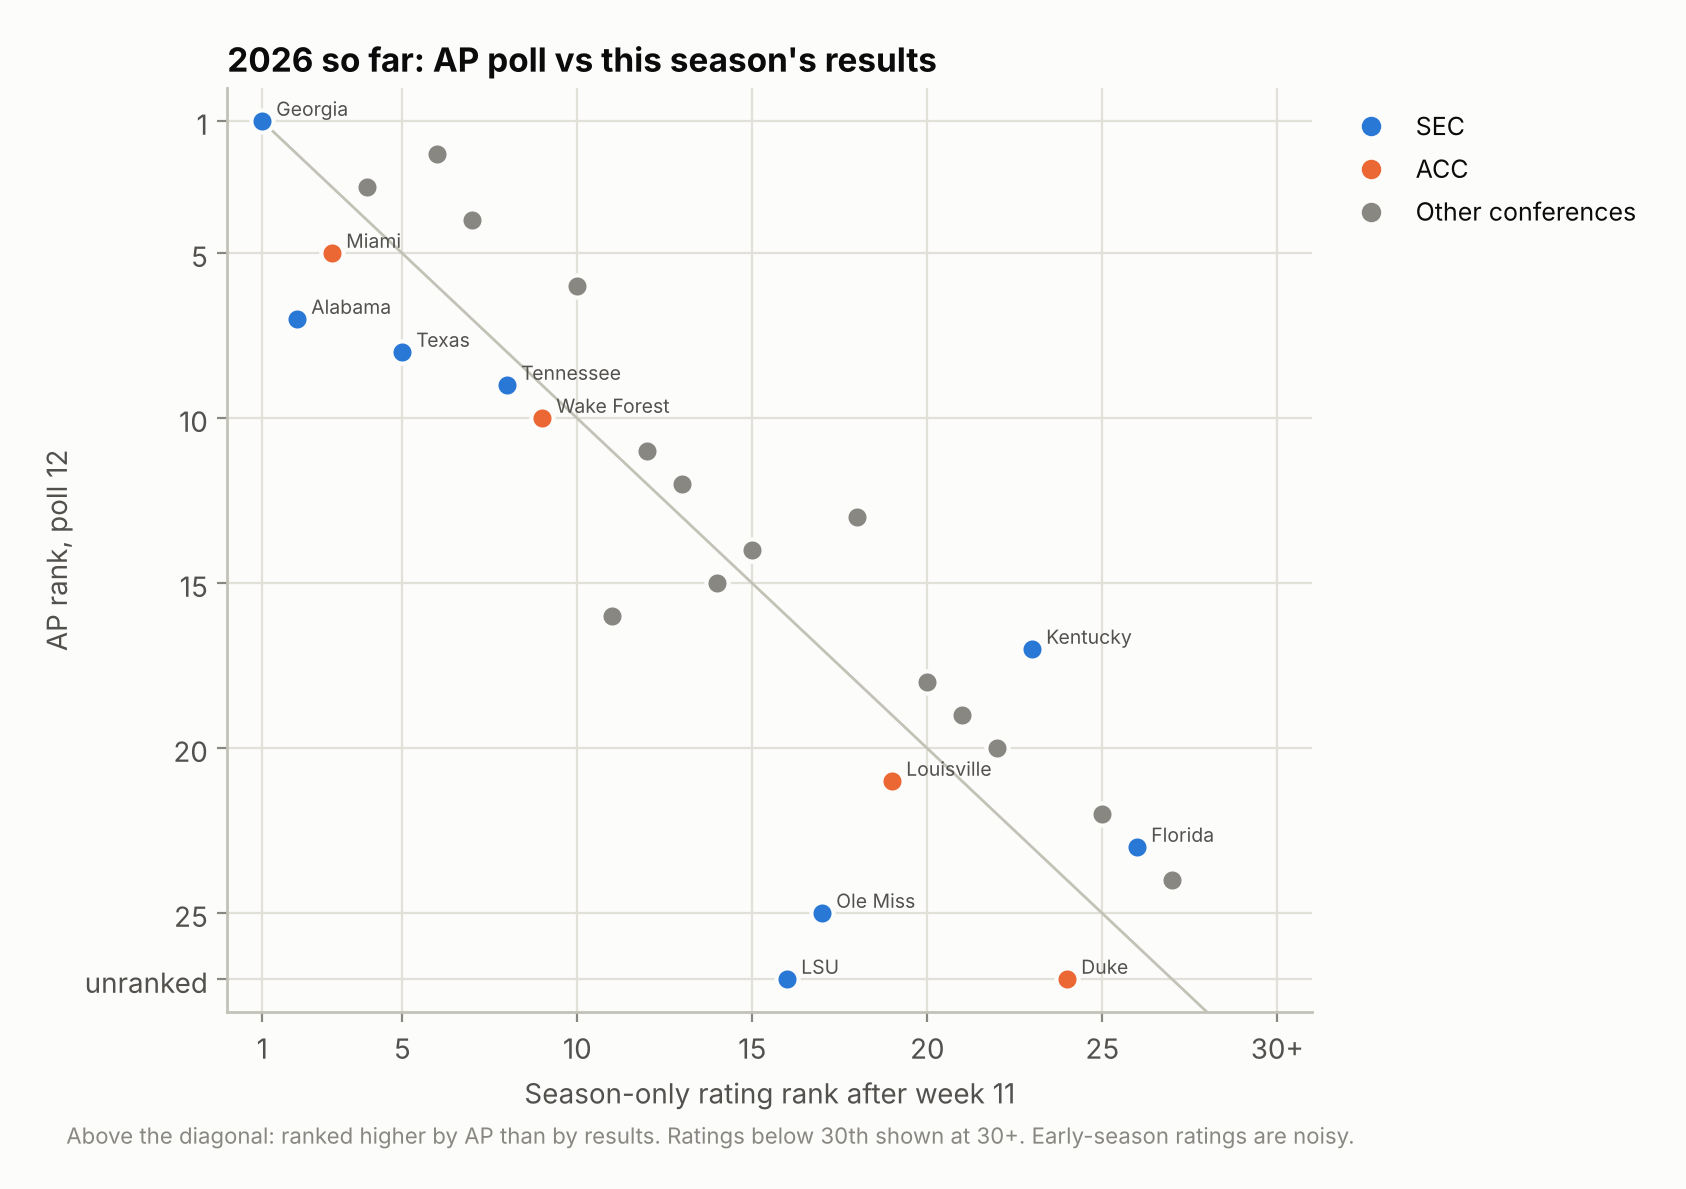 2026 so far: AP poll vs this season's results
SEC
ACC
Other conferences
AP rank, poll 12
1
5
10
15
20
25
unranked
Georgia
Miami
Alabama
Texas
Tennessee
Wake Forest
Kentucky
Louisville
Florida
Ole Miss
LSU
Duke
1
5
10
15
20
25
30+
Season-only rating rank after week 11
Above the diagonal: ranked higher by AP than by results. Ratings below 30th shown at 30+. Early-season ratings are noisy.